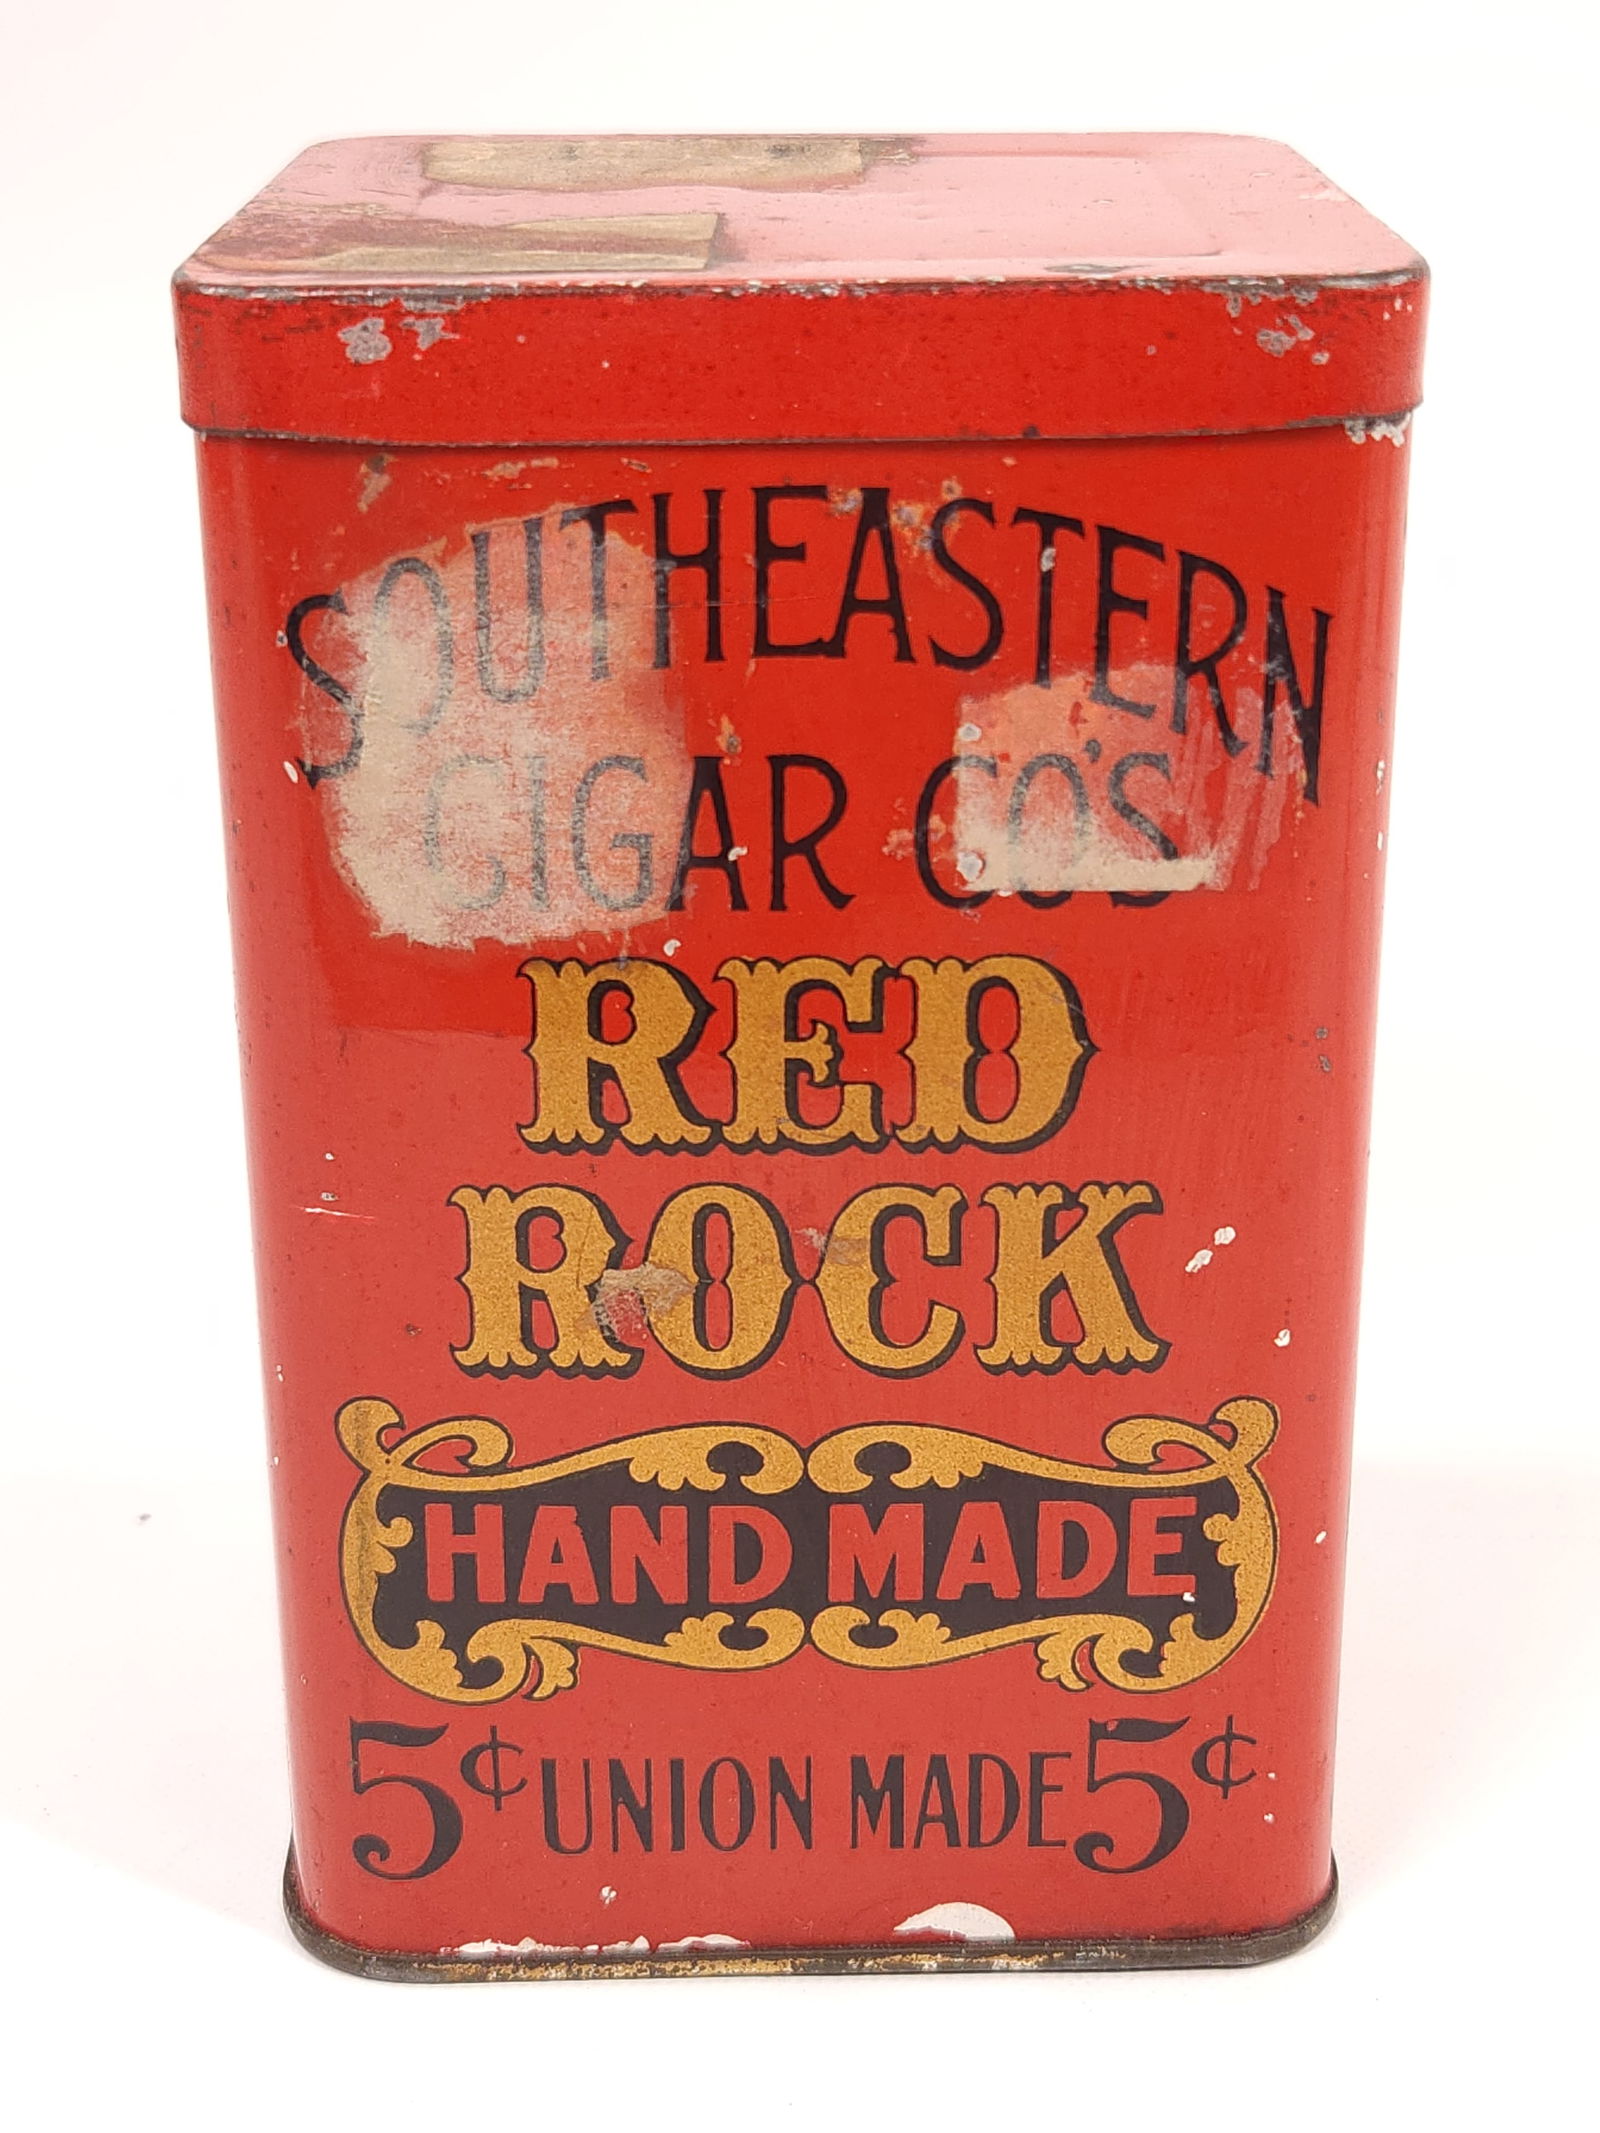 SOUTHEASTERN
CIGAR CO'S
RED
ROCK
HAND MADE
5¢ UNION MADE 5¢